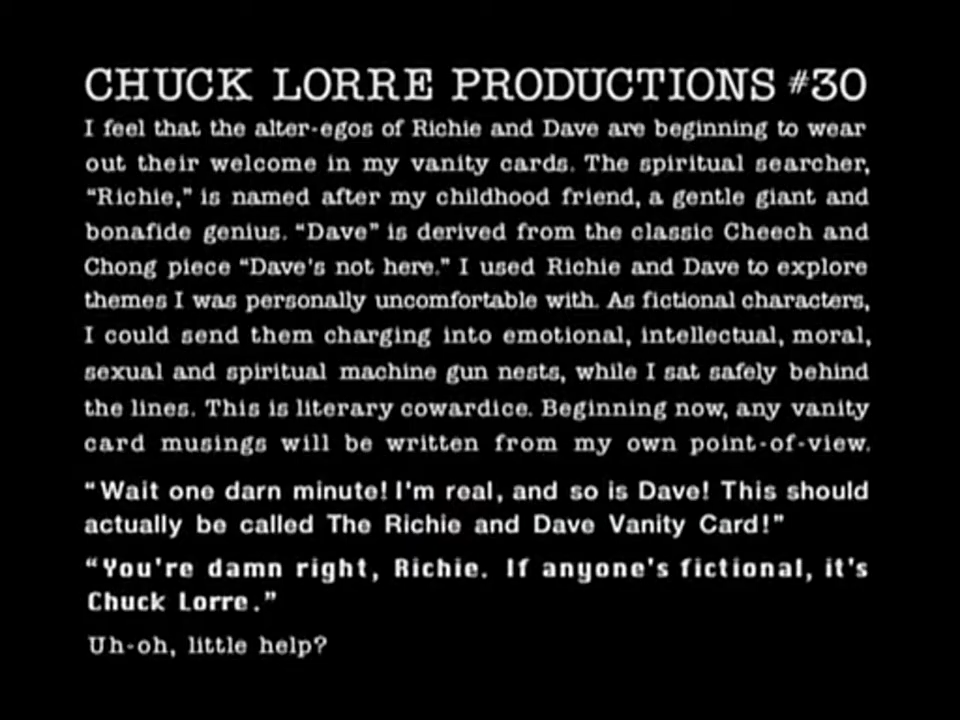 CHUCK LORRE PRODUCTIONS #30
I feel that the alter-egos of Richie and Dave are beginning to wear
out their welcome in my vanity cards. The spiritual searcher,
“Richie,” is named after my childhood friend, a gentle giant and
bonafide genius. “Dave” is derived from the classic Cheech and
Chong piece “Dave's not here.” I used Richie and Dave to explore
themes I was personally uncomfortable with. As fictional characters,
I could send them charging into emotional, intellectual, moral,
sexual and spiritual machine gun nests, while I sat safely behind
the lines. This is literary cowardice. Beginning now, any vanity
card musings will be written from my own point-of-view.
“Wait one darn minute! I'm real, and so is Dave! This should
actually be called The Richie and Dave Vanity Card!”
“You're damn right, Richie. If anyone's fictional, it's
Chuck Lorre.”
Uh-oh, little help?